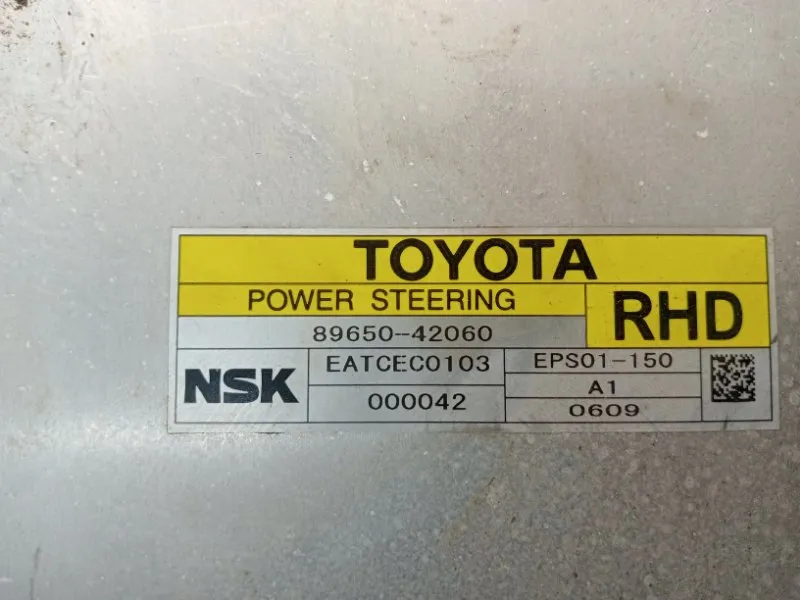 TOYOTA
POWER STEERING
RHD
89650-42060
NSK
EATCEC0103
EPS01-150
000042
A1
0609